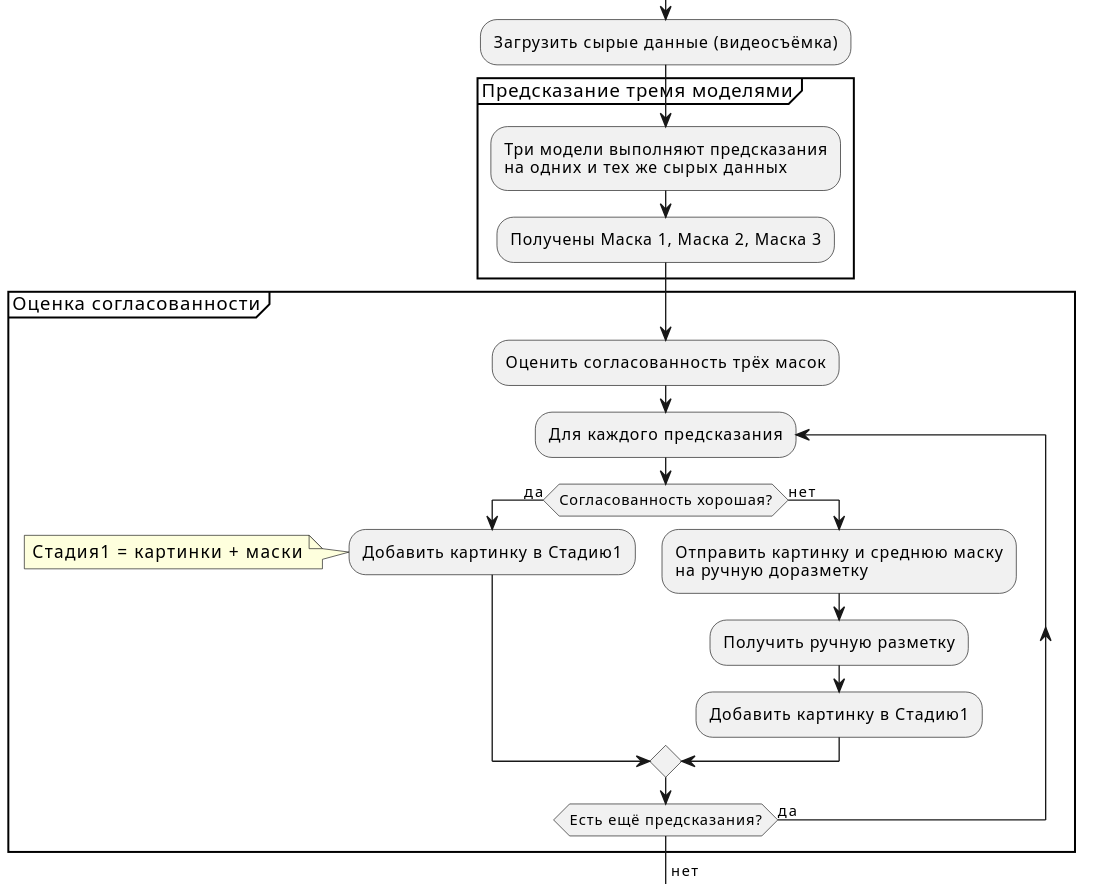 Загрузить сырые данные (видеосъёмка)
Предсказание тремя моделями
Три модели выполняют предсказания
на одних и тех же сырых данных
Получены Маска 1, Маска 2, Маска 3
Оценка согласованности
Оценить согласованность трёх масок
Для каждого предсказания
да
Согласованность хорошая?
нет
Стадия1 = картинки + маски
Добавить картинку в Стадию1
Отправить картинку и среднюю маску
на ручную доразметку
Получить ручную разметку
Добавить картинку в Стадию1
Есть ещё предсказания?
да
нет